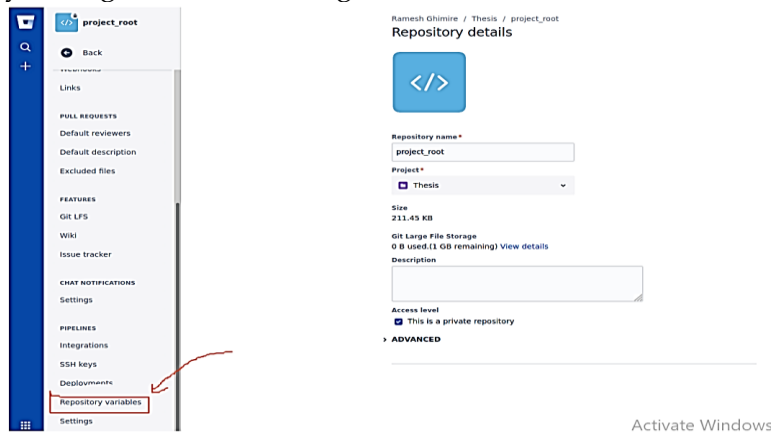 project_root
Back
Webhooks
Links
PULL REQUESTS
Default reviewers
Default description
Excluded files
FEATURES
Git LFS
Wiki
Issue tracker
CHAT NOTIFICATIONS
Settings
PIPELINES
Integrations
SSH keys
Deployments
Repository variables
Settings
Ramesh Ghimire / Thesis / project_root
Repository details
</>
Repository name*
project_root
Project*
Thesis
Size
211.45 KB
Git Large File Storage
0 B used.(1 GB remaining) View details
Description
Access level
This is a private repository
ADVANCED
Activate Windows